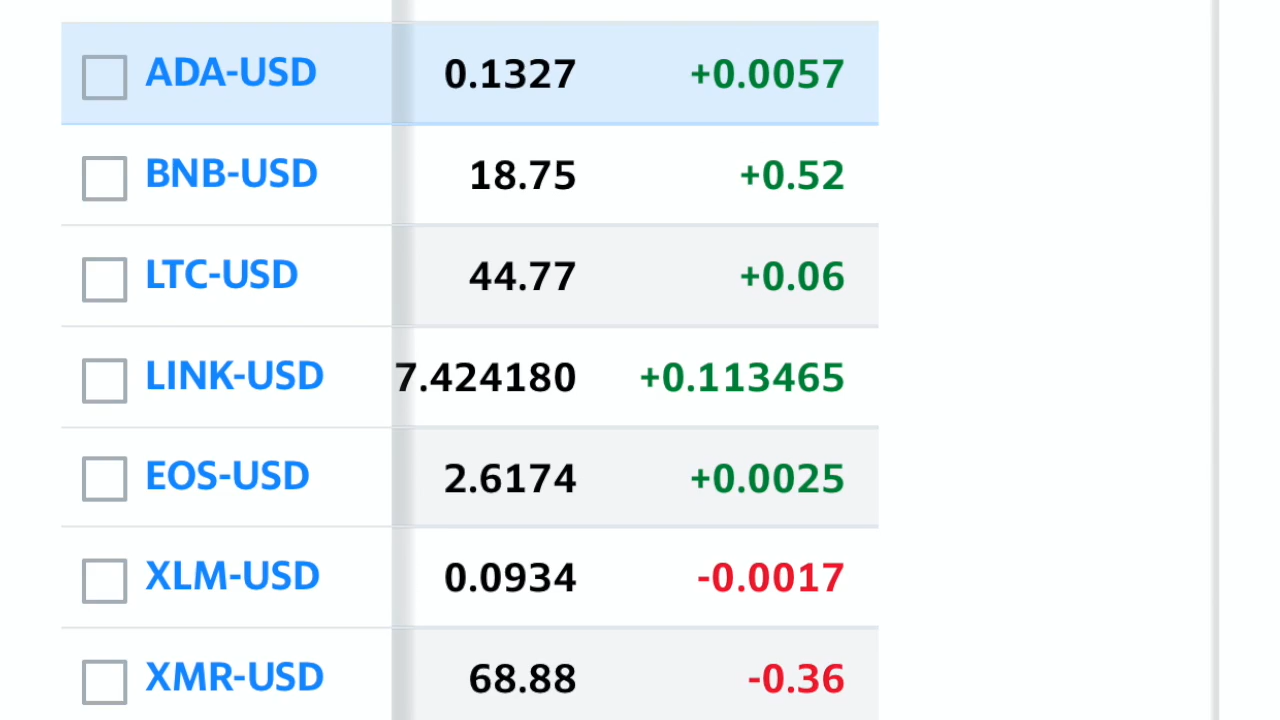 ADA-USD 0.1327 +0.0057
BNB-USD 18.75 +0.52
LTC-USD 44.77 +0.06
LINK-USD 7.424180 +0.113465
EOS-USD 2.6174 +0.0025
XLM-USD 0.0934 -0.0017
XMR-USD 68.88 -0.36